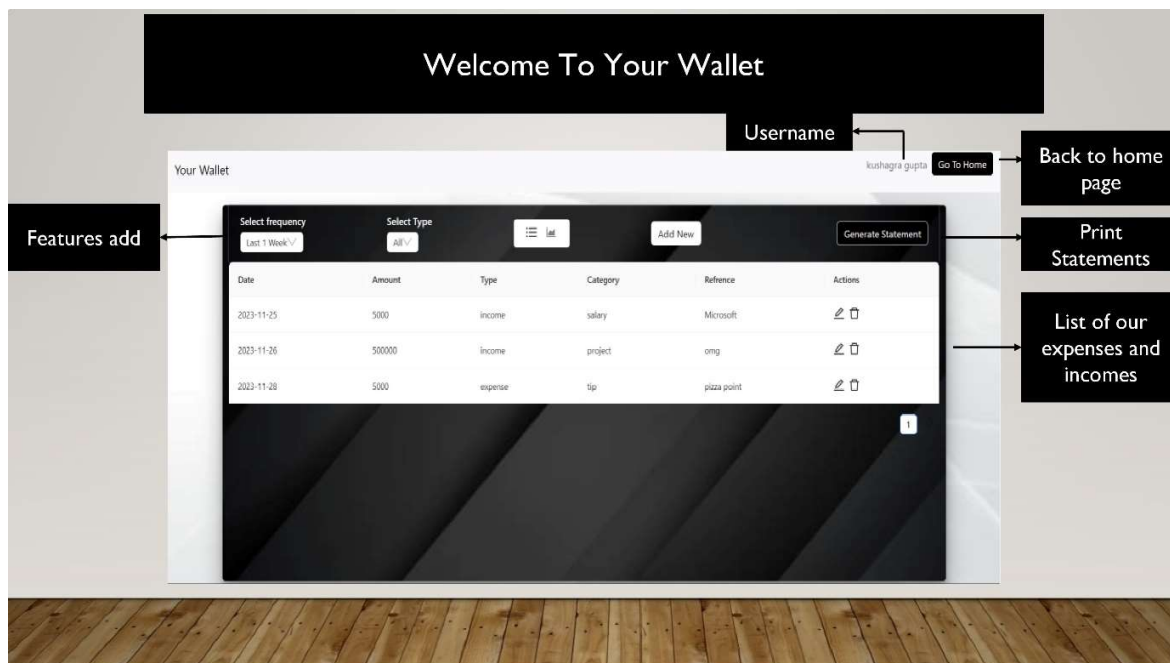 Welcome To Your Wallet
Username
Your Wallet
kushagra gupta
Go To Home
Back to home
page
Features add
Select frequency
Select Type
Last 1 Week
All
Add New
Generate Statement
Print
Statements
Date Amount Type Category Refrence Actions
2023-11-25 5000 income salary Microsoft
2023-11-26 500000 income project omg
2023-11-28 5000 expense tip pizza point
List of our
expenses and
incomes
1